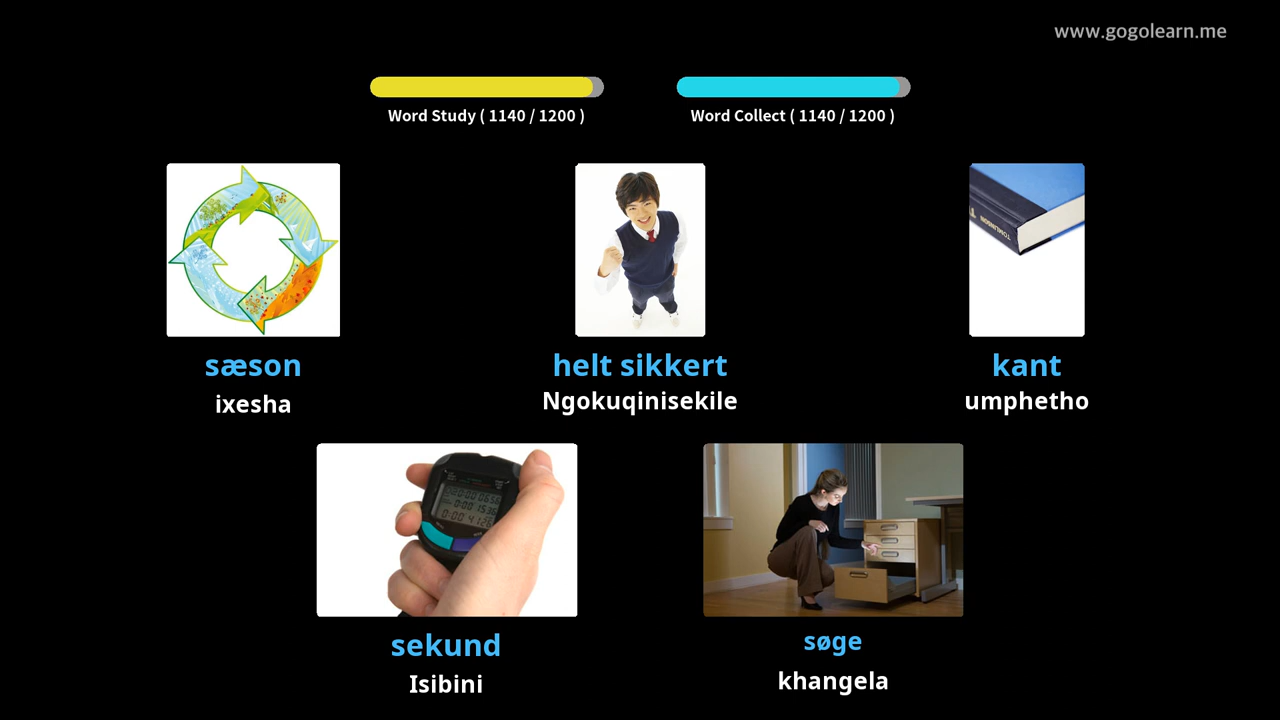 www.gogolearn.me
Word Study ( 1140 / 1200 )
Word Collect ( 1140 / 1200 )
TOMLINSON
sæson
helt sikkert
kant
ixesha
Ngokuqinisekile
umphetho
sekund
søge
Isibini
khangela